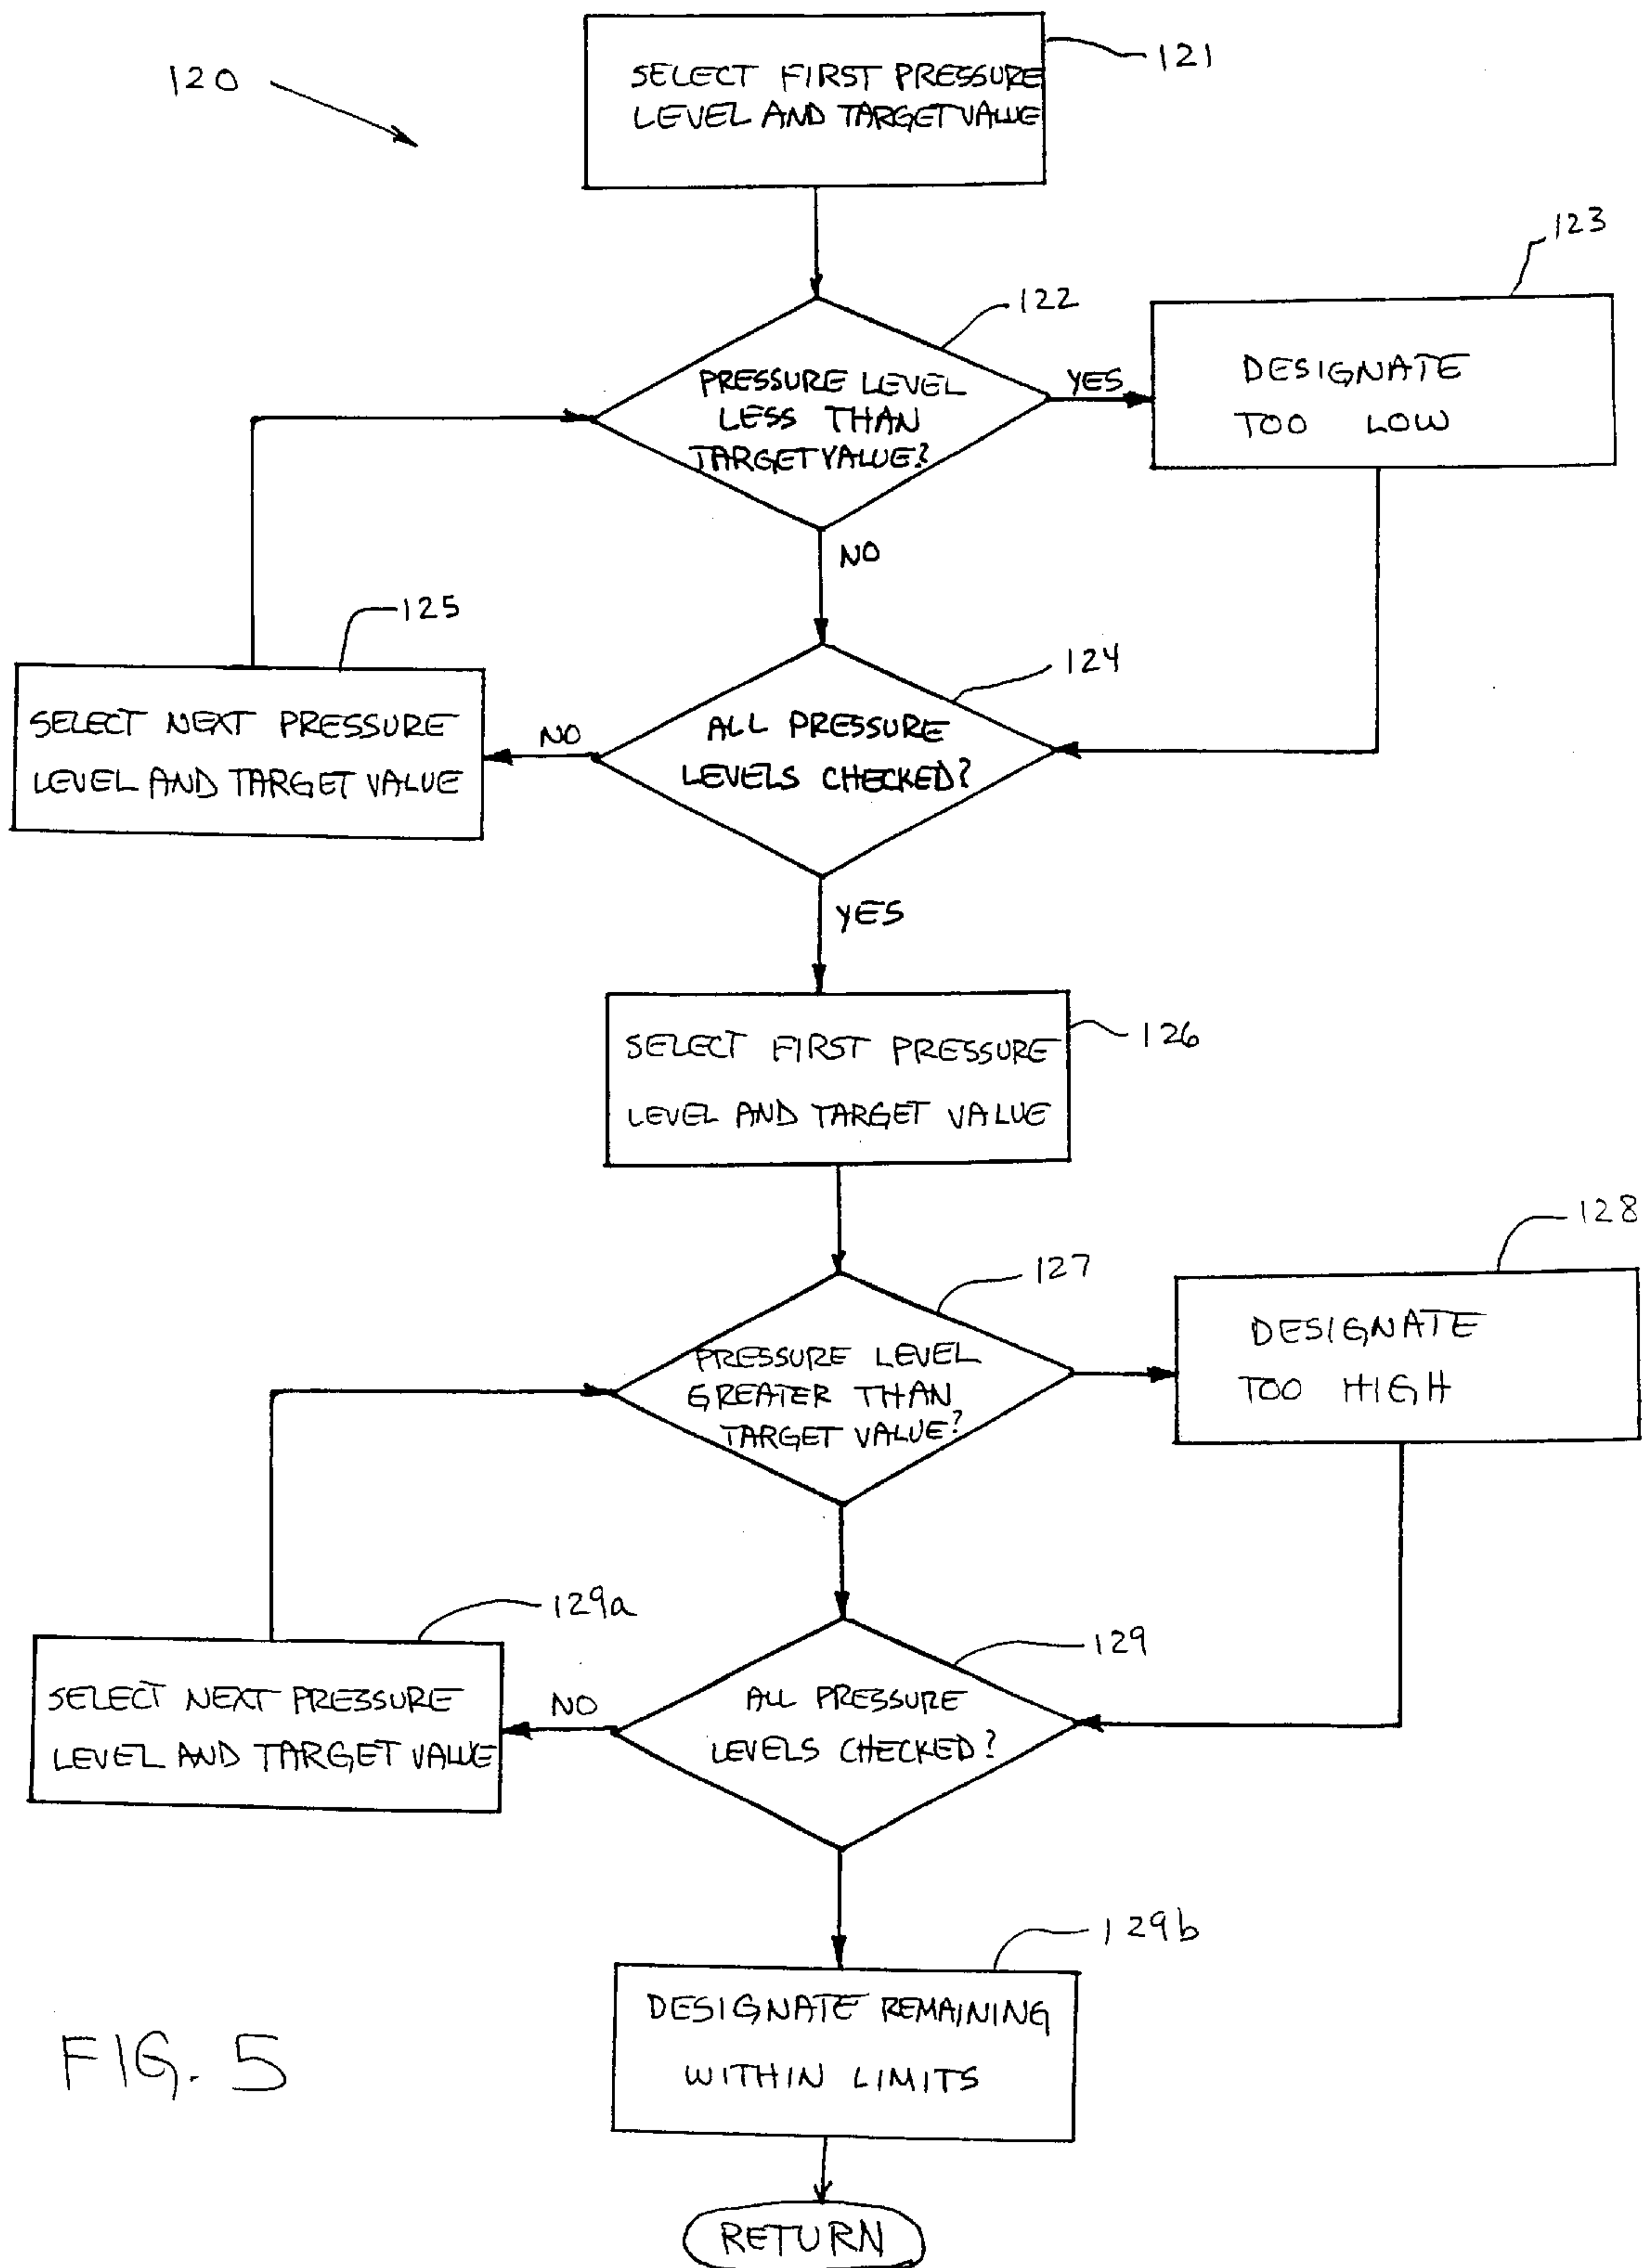 120
SELECT FIRST PRESSURE
LEVEL AND TARGET VALUE
121
122
PRESSURE LEVEL
LESS THAN
TARGET VALUE?
YES
123
DESIGNATE
TOO LOW
NO
125
SELECT NEXT PRESSURE
LEVEL AND TARGET VALUE
NO
124
ALL PRESSURE
LEVELS CHECKED?
YES
SELECT FIRST PRESSURE
LEVEL AND TARGET VALUE
126
127
PRESSURE LEVEL
GREATER THAN
TARGET VALUE?
128
DESIGNATE
TOO HIGH
129a
SELECT NEXT PRESSURE
LEVEL AND TARGET VALUE
NO
129
ALL PRESSURE
LEVELS CHECKED?
129b
DESIGNATE REMAINING
WITHIN LIMITS
FIG. 5
RETURN